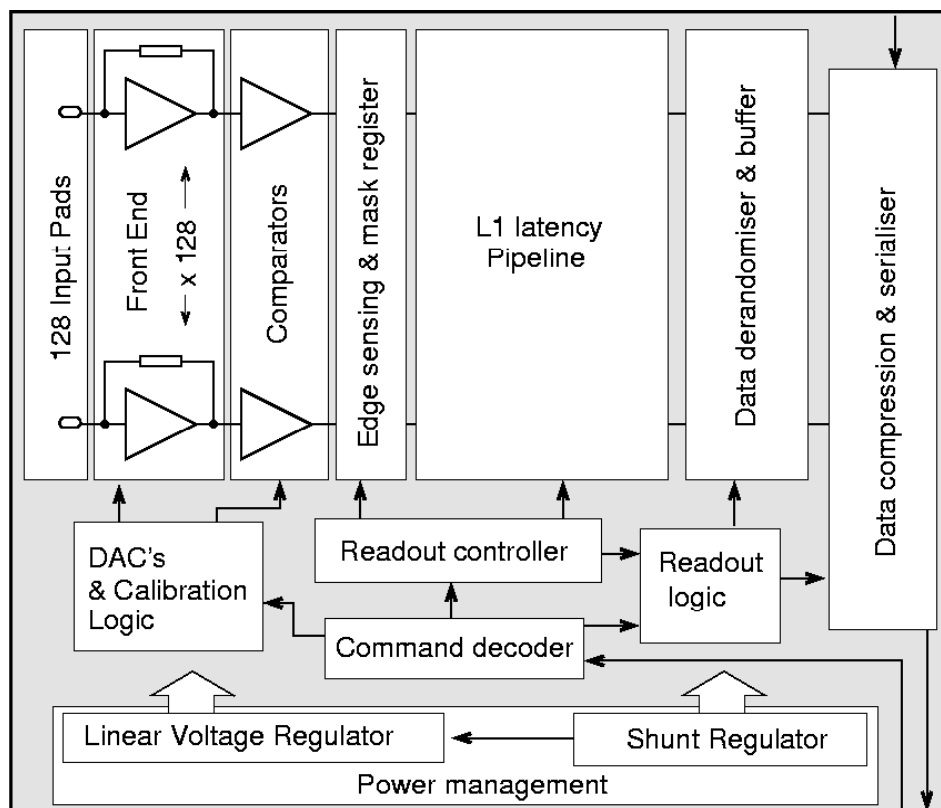 128 Input Pads
Front End
x 128
Comparators
Edge sensing & mask register
L1 latency
Pipeline
Data derandomiser & buffer
Data compression & serialiser
DAC's
& Calibration
Logic
Readout controller
Readout
logic
Command decoder
Linear Voltage Regulator
Shunt Regulator
Power management